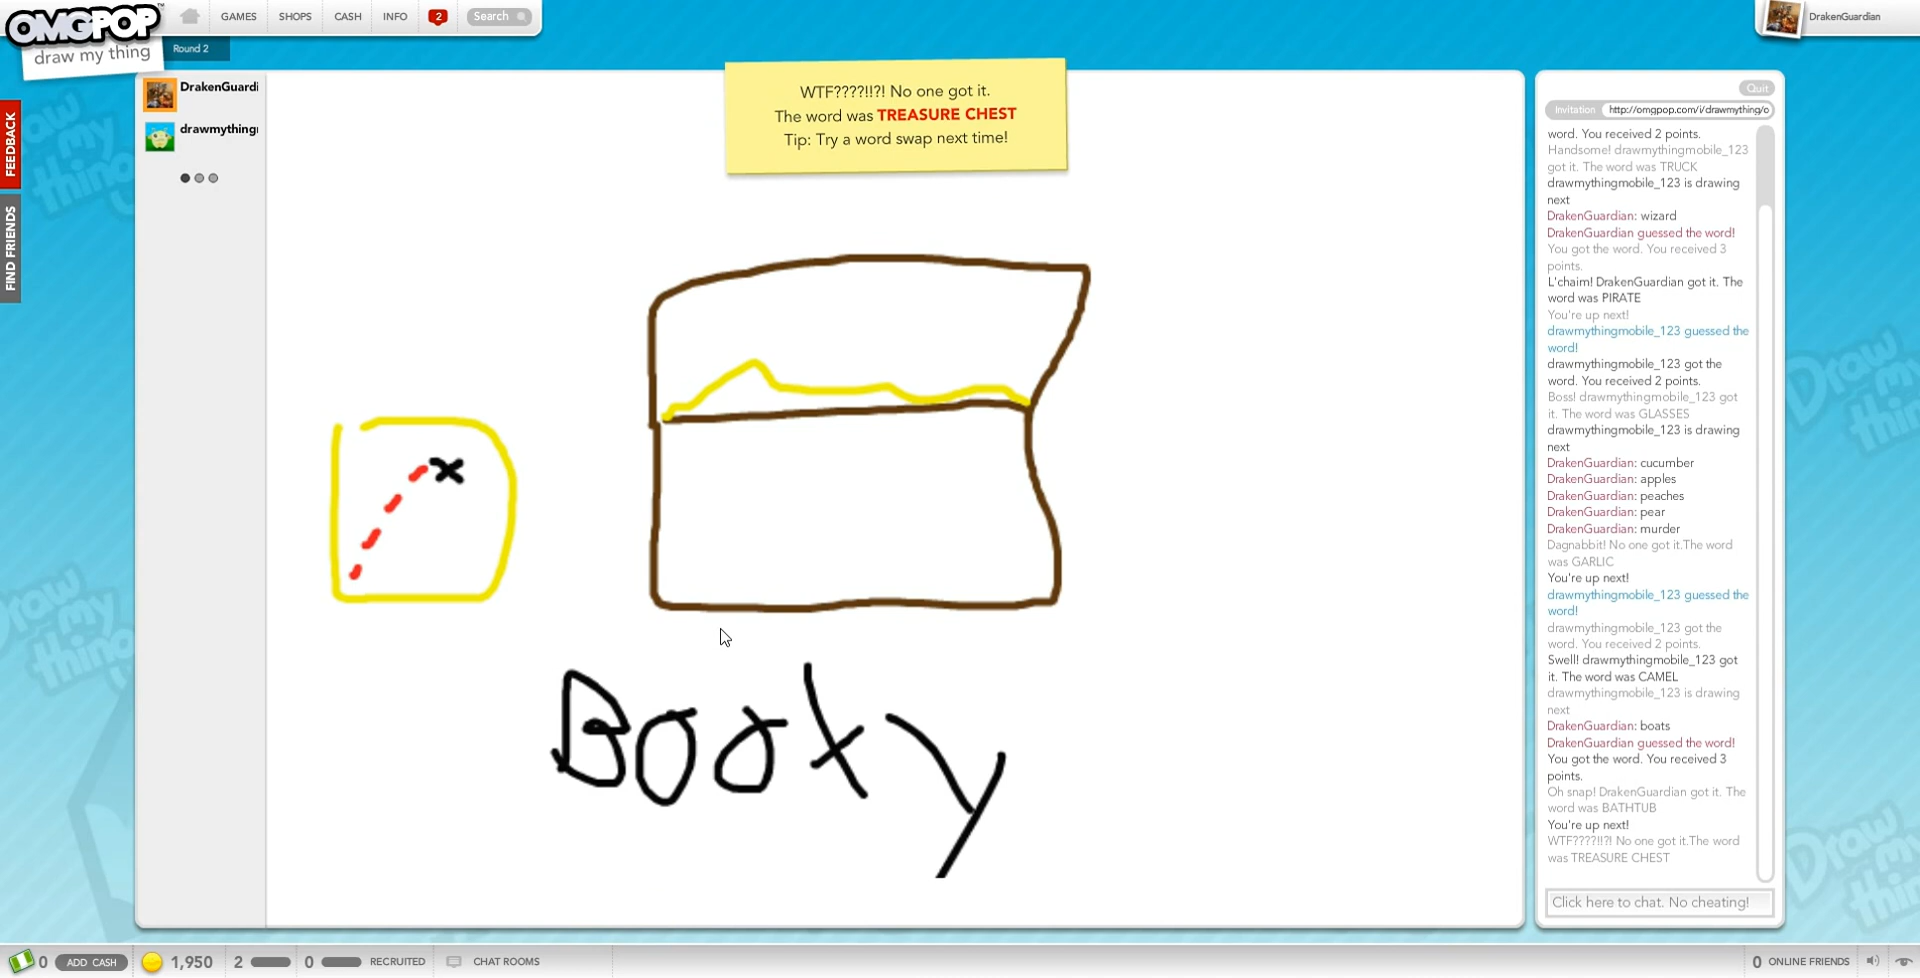 OMGPOP™
draw my thing
GAMES
SHOPS
CASH
INFO
2
Search
DrakenGuardian
Round 2
FEEDBACK
FIND FRIENDS
DrakenGuardi
drawmything
WTF????!!?! No one got it.
The word was TREASURE CHEST
Tip: Try a word swap next time!
x
Booty
Quit
Invitation http://omgpop.com/i/drawmything/o
word. You received 2 points.
Handsome! drawmythingmobile_123
got it. The word was TRUCK
drawmythingmobile_123 is drawing
next
DrakenGuardian: wizard
DrakenGuardian guessed the word!
You got the word. You received 3
points.
L'chaim! DrakenGuardian got it. The
word was PIRATE
You're up next!
drawmythingmobile_123 guessed the
word!
drawmythingmobile_123 got the
word. You received 2 points.
Boss! drawmythingmobile_123 got
it. The word was GLASSES
drawmythingmobile_123 is drawing
next
DrakenGuardian: cucumber
DrakenGuardian: apples
DrakenGuardian: peaches
DrakenGuardian: pear
DrakenGuardian: murder
Dagnabbit! No one got it.The word
was GARLIC
You're up next!
drawmythingmobile_123 guessed the
word!
drawmythingmobile_123 got the
word. You received 2 points.
Swell! drawmythingmobile_123 got
it. The word was CAMEL
drawmythingmobile_123 is drawing
next
DrakenGuardian: boats
DrakenGuardian guessed the word!
You got the word. You received 3
points.
Oh snap! DrakenGuardian got it. The
word was BATHTUB
You're up next!
WTF????!!?! No one got it.The word
was TREASURE CHEST
Click here to chat. No cheating!
0 ADD CASH
1,950
2
0 RECRUITED
CHAT ROOMS
0 ONLINE FRIENDS